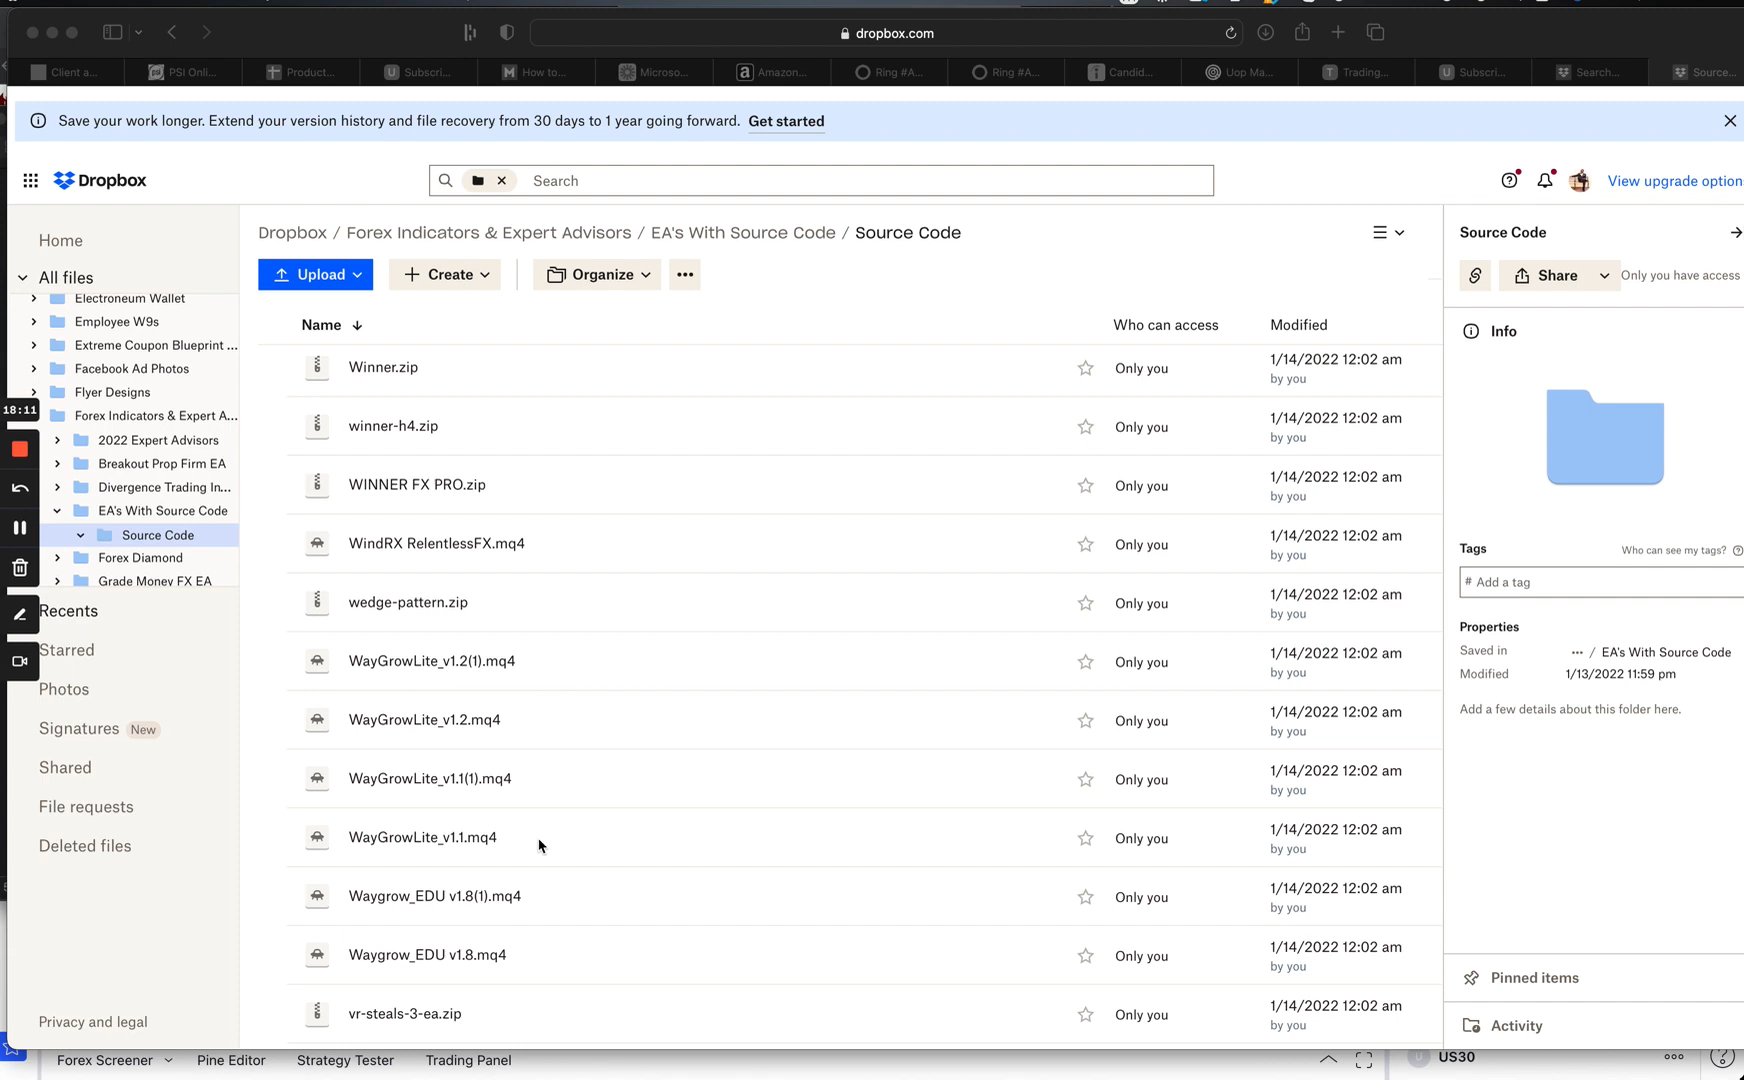 dropbox.com
Client a...
PSI Onli...
Product...
Subscri...
How to...
Microso...
Amazon...
Ring #A...
Ring #A...
Candid...
Uop Ma...
Trading...
Subscri...
Search...
Source...
Save your work longer. Extend your version history and file recovery from 30 days to 1 year going forward. Get started
Dropbox
Search
View upgrade option
Home
All files
Electroneum Wallet
Employee W9s
Extreme Coupon Blueprint ...
Facebook Ad Photos
Flyer Designs
Forex Indicators & Expert A...
2022 Expert Advisors
Breakout Prop Firm EA
Divergence Trading In...
EA's With Source Code
Source Code
Forex Diamond
Grade Money FX EA
18:11
Recents
Starred
Photos
Signatures New
Shared
File requests
Deleted files
Privacy and legal
Dropbox / Forex Indicators & Expert Advisors / EA's With Source Code / Source Code
Upload
Create
Organize
Name
Who can access
Modified
Winner.zip Only you 1/14/2022 12:02 am
by you
winner-h4.zip Only you 1/14/2022 12:02 am
by you
WINNER FX PRO.zip Only you 1/14/2022 12:02 am
by you
WindRX RelentlessFX.mq4 Only you 1/14/2022 12:02 am
by you
wedge-pattern.zip Only you 1/14/2022 12:02 am
by you
WayGrowLite_v1.2(1).mq4 Only you 1/14/2022 12:02 am
by you
WayGrowLite_v1.2.mq4 Only you 1/14/2022 12:02 am
by you
WayGrowLite_v1.1(1).mq4 Only you 1/14/2022 12:02 am
by you
WayGrowLite_v1.1.mq4 Only you 1/14/2022 12:02 am
by you
Waygrow_EDU v1.8(1).mq4 Only you 1/14/2022 12:02 am
by you
Waygrow_EDU v1.8.mq4 Only you 1/14/2022 12:02 am
by you
vr-steals-3-ea.zip Only you 1/14/2022 12:02 am
by you
Source Code
Share
Only you have access
Info
Tags
Who can see my tags?
# Add a tag
Properties
Saved in ... / EA's With Source Code
Modified 1/13/2022 11:59 pm
Add a few details about this folder here.
Pinned items
Activity
Forex Screener
Pine Editor
Strategy Tester
Trading Panel
U US30